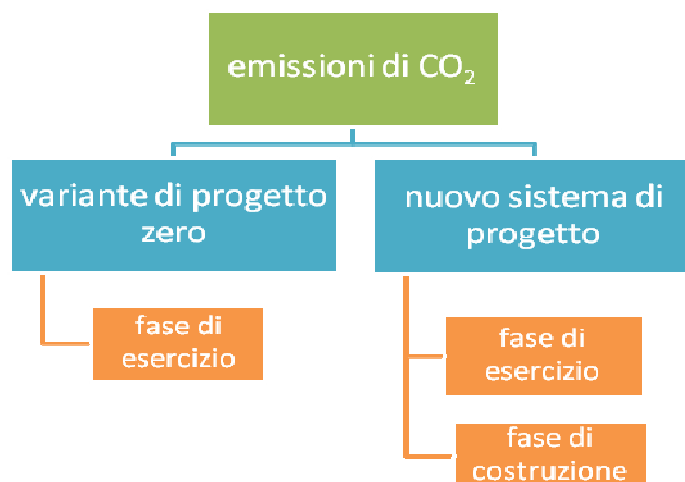 emissioni di CO₂
variante di progetto
zero
fase di
esercizio
nuovo sistema di
progetto
fase di
esercizio
fase di
costruzione